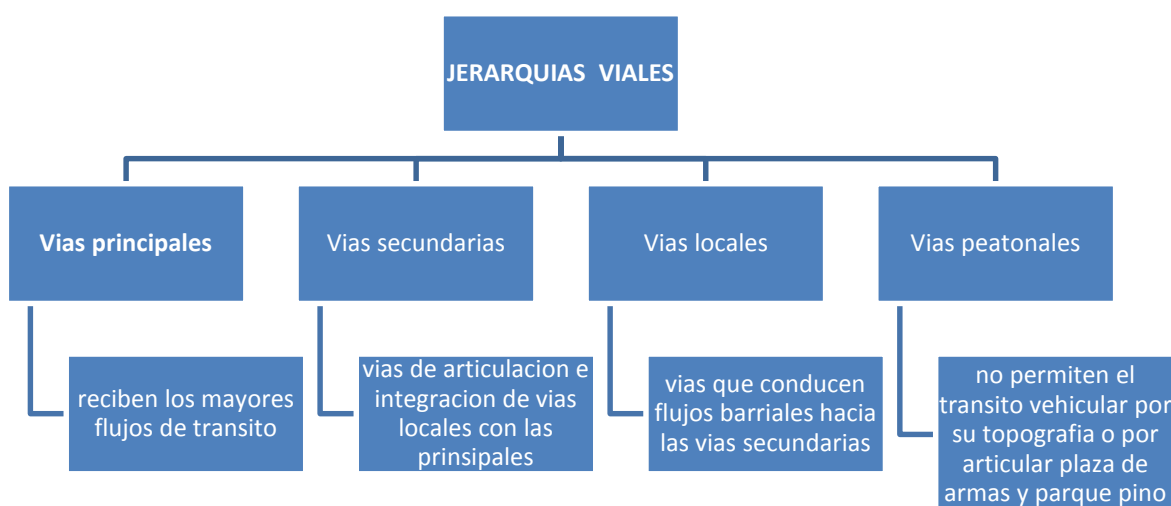 JERARQUIAS VIALES
Vias principales
reciben los mayores
flujos de transito
Vias secundarias
vias de articulacion e
integracion de vias
locales con las
prinsipales
Vias locales
vias que conducen
flujos barriales hacia
las vias secundarias
Vias peatonales
no permiten el
transito vehicular por
su topografia o por
articular plaza de
armas y parque pino